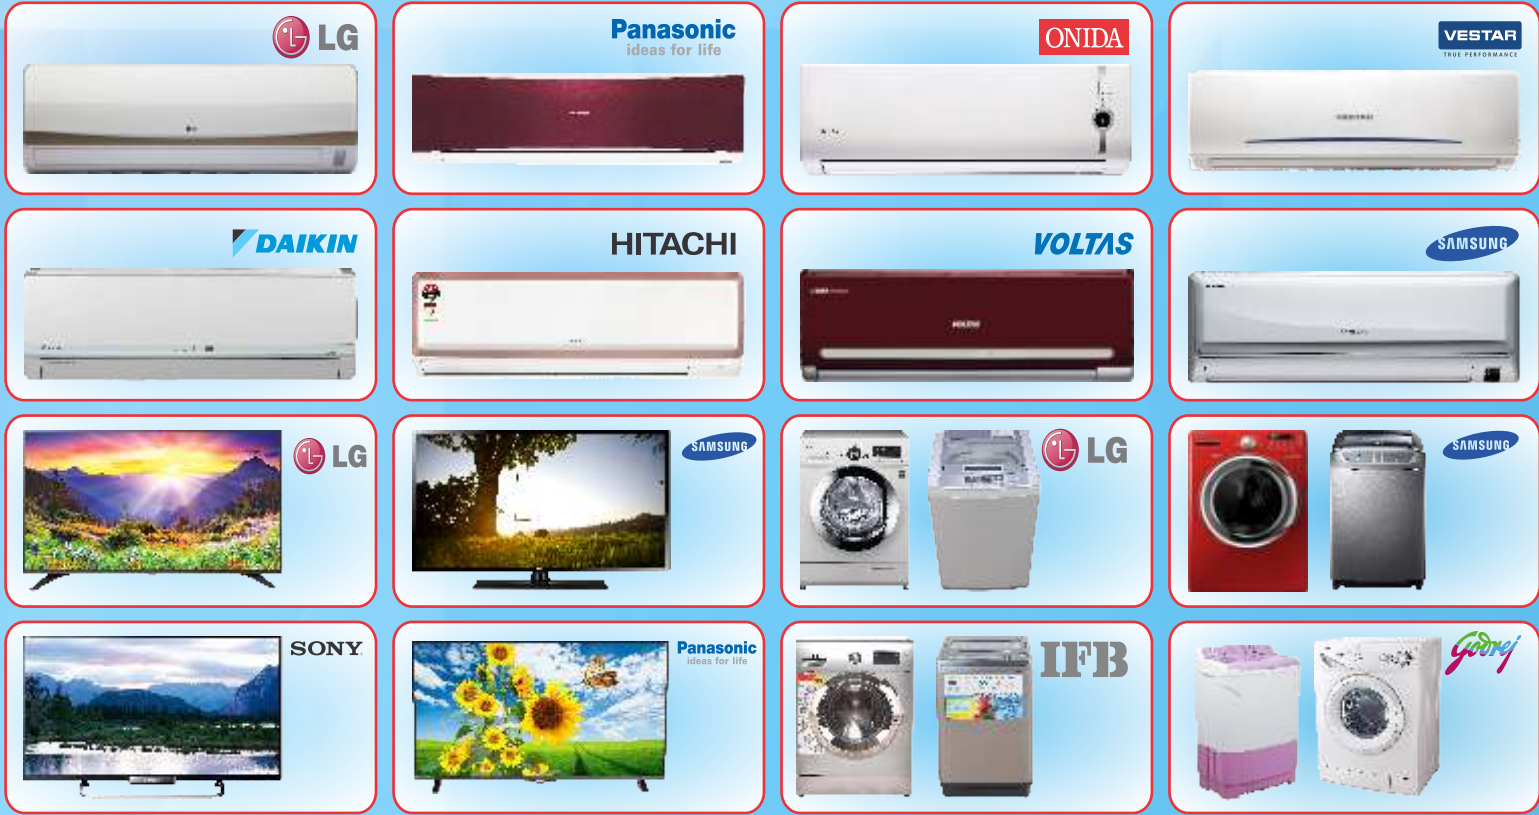 LG
Panasonic
ideas for life
ONIDA
VESTAR
TRUE PERFORMANCE
DAIKIN
HITACHI
VOLTAS
VOLTAS
SAMSUNG
LG
SAMSUNG
LG
SAMSUNG
SONY
Panasonic
ideas for life
IFB
Godrej